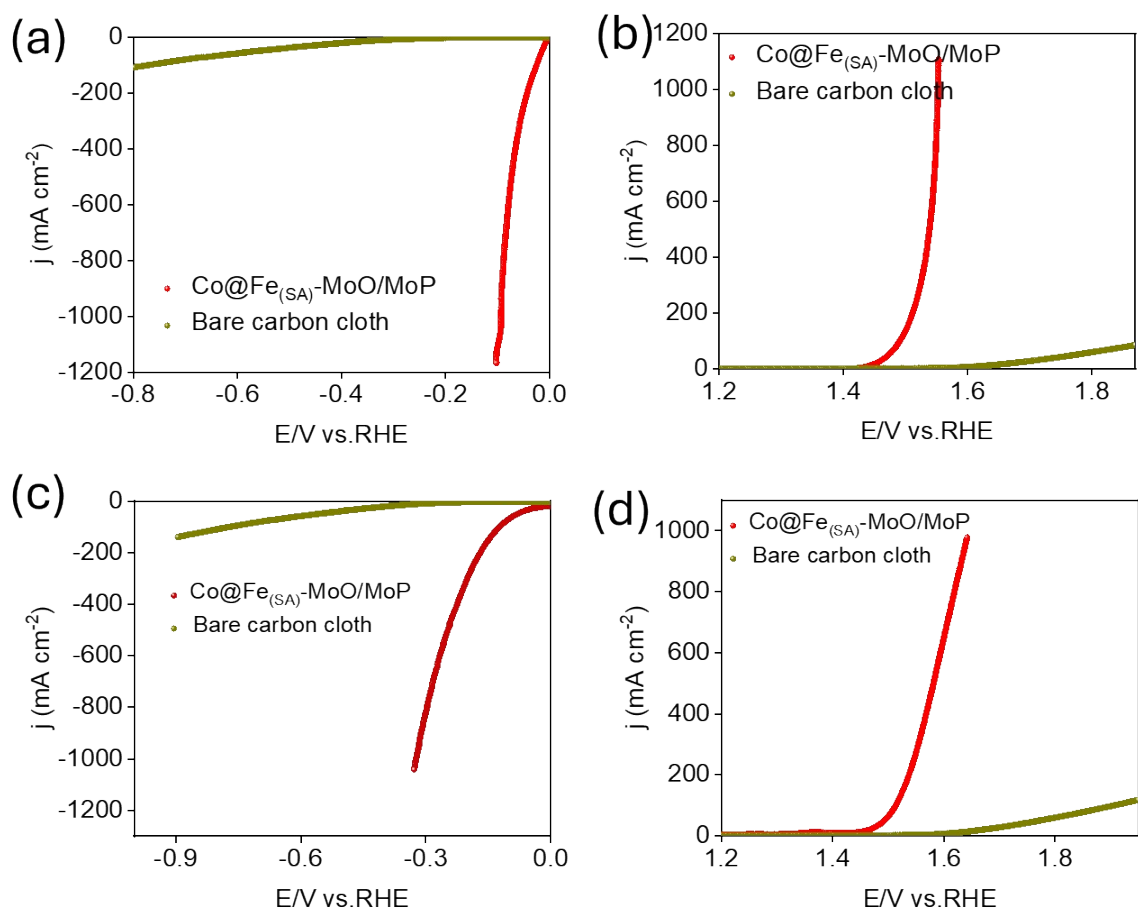 (a)
0
-200
-400
-600
-800
-1000
-1200
j (mA cm⁻²)
Co@Fe(SA)-MoO/MoP
Bare carbon cloth
-0.8
-0.6
-0.4
-0.2
0.0
E/V vs.RHE
(b)
1200
1000
800
600
400
200
0
j (mA cm⁻²)
Co@Fe(SA)-MoO/MoP
Bare carbon cloth
1.2
1.4
1.6
1.8
E/V vs.RHE
(c)
0
-200
-400
-600
-800
-1000
-1200
j (mA cm⁻²)
Co@Fe(SA)-MoO/MoP
Bare carbon cloth
-0.9
-0.6
-0.3
0.0
E/V vs.RHE
(d)
1000
800
600
400
200
0
j (mA cm⁻²)
Co@Fe(SA)-MoO/MoP
Bare carbon cloth
1.2
1.4
1.6
1.8
E/V vs.RHE